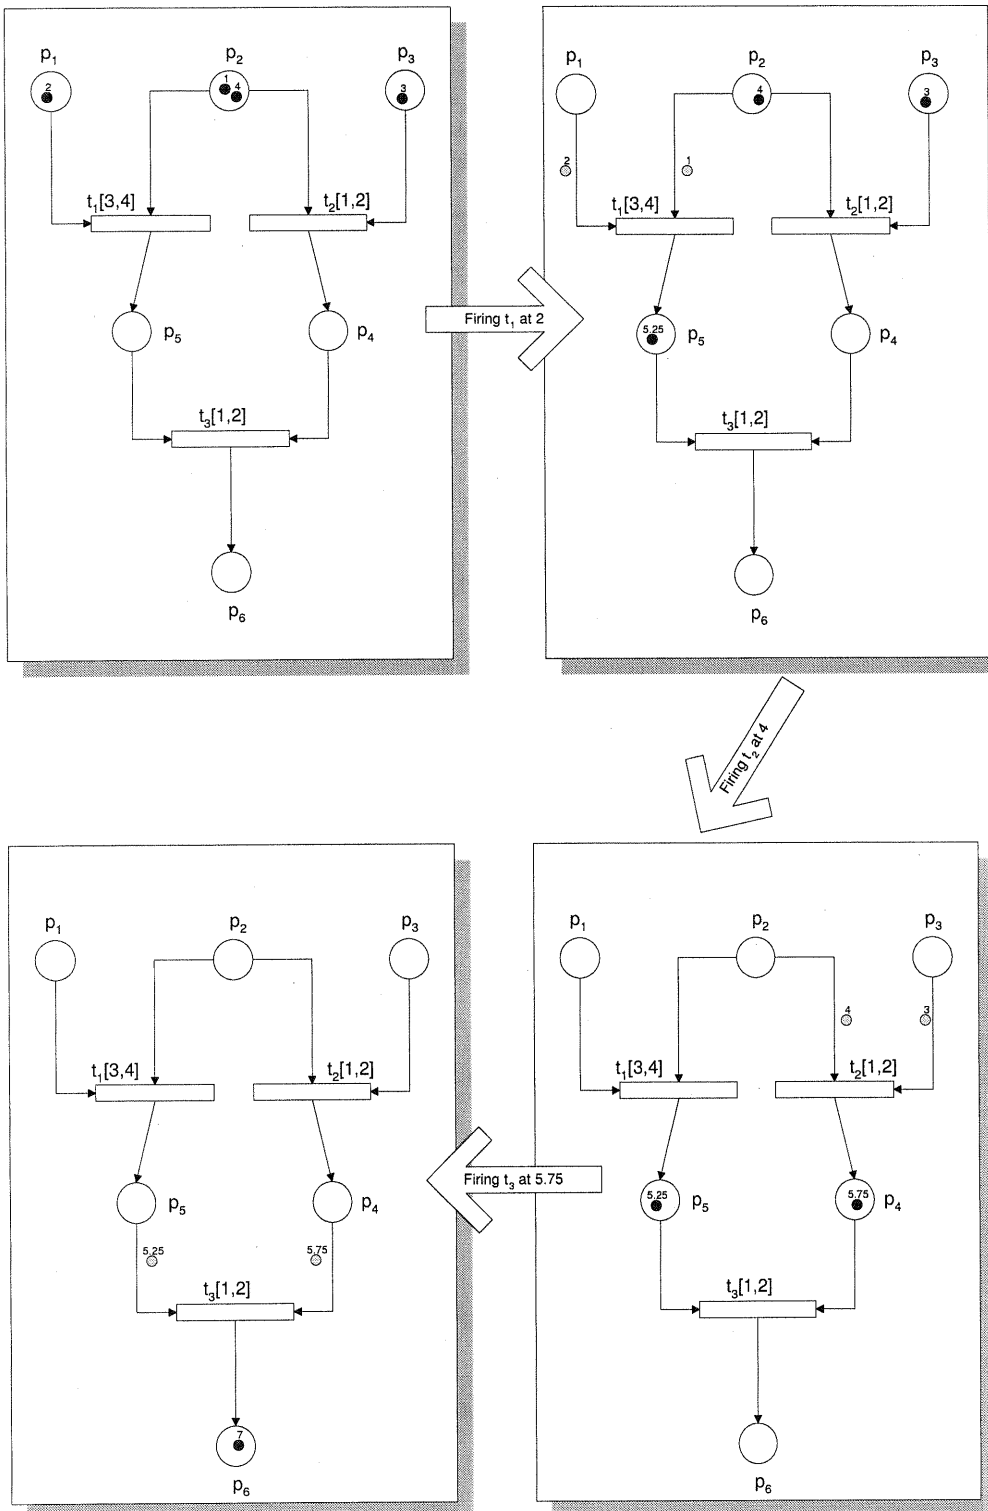 p1 p2 p3
2 1 4 3
t1[3,4] t2[1,2]
p5 p4
t3[1,2]
p6
Firing t1 at 2
p1 p2 p3
4 3
2 1
t1[3,4] t2[1,2]
5.25 p5 p4
t3[1,2]
p6
Firing t2 at 4
p1 p2 p3
4 3
t1[3,4] t2[1,2]
5.25 p5 5.75 p4
t3[1,2]
p6
Firing t3 at 5.75
p1 p2 p3
t1[3,4] t2[1,2]
p5 p4
5.25 5.75
t3[1,2]
7
p6